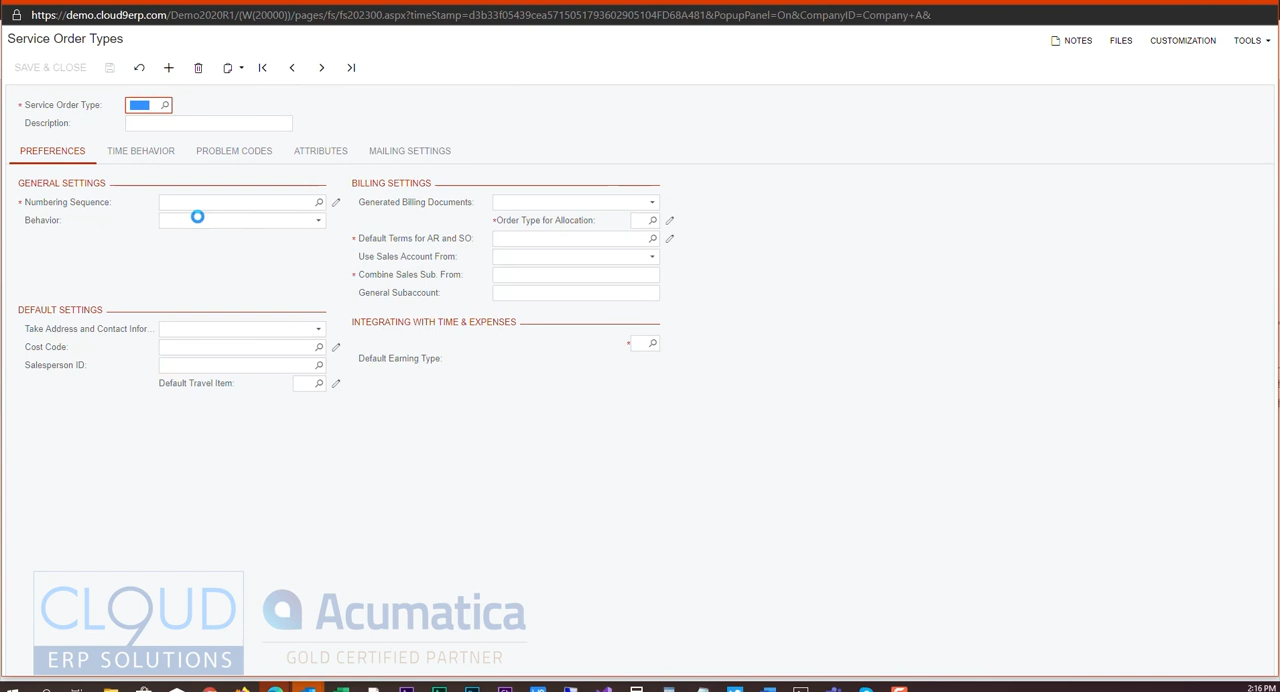 https://demo.cloud9erp.com/Demo2020R1/(W(20000))/pages/fs/fs202300.aspx?timeStamp=d3b33f05439cea5715051793602905104FD68A481&PopupPanel=On&CompanyID=Company+A&
Service Order Types
NOTES FILES CUSTOMIZATION TOOLS
SAVE & CLOSE
* Service Order Type:
Description:
PREFERENCES TIME BEHAVIOR PROBLEM CODES ATTRIBUTES MAILING SETTINGS
GENERAL SETTINGS
* Numbering Sequence:
Behavior:
DEFAULT SETTINGS
Take Address and Contact Infor...
Cost Code:
Salesperson ID:
Default Travel Item:
BILLING SETTINGS
Generated Billing Documents:
*Order Type for Allocation:
* Default Terms for AR and SO:
Use Sales Account From:
* Combine Sales Sub. From:
General Subaccount:
INTEGRATING WITH TIME & EXPENSES
*
Default Earning Type:
CL9UD
ERP SOLUTIONS
a Acumatica
GOLD CERTIFIED PARTNER
2:16 PM